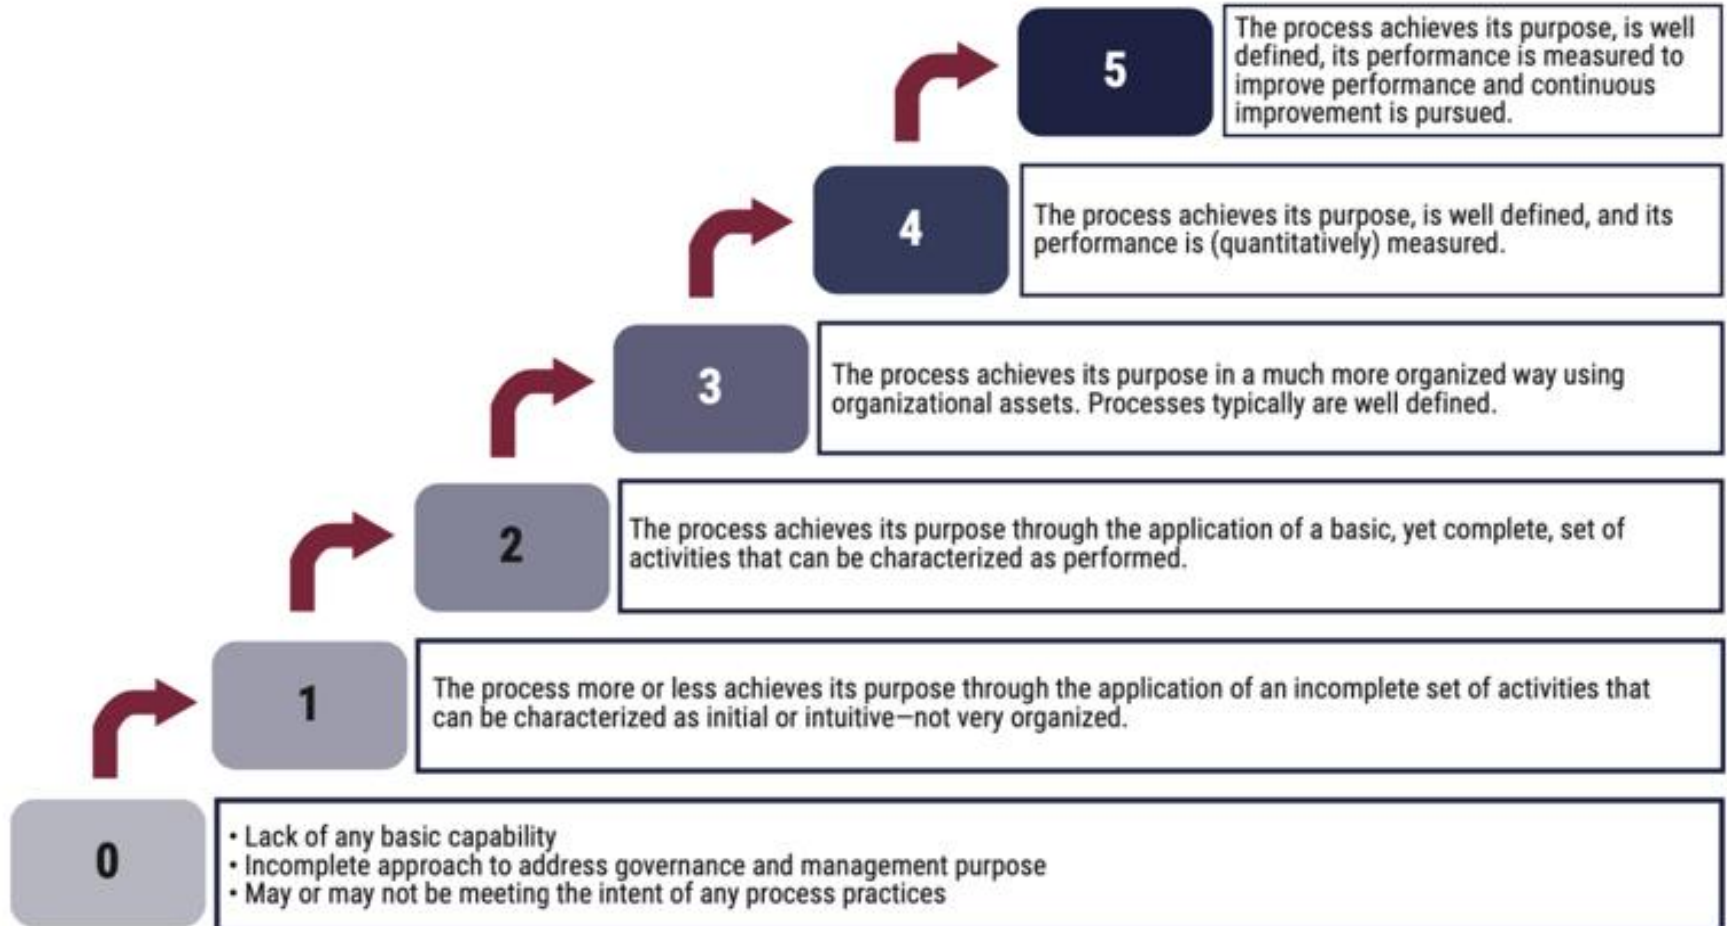 5
The process achieves its purpose, is well
defined, its performance is measured to
improve performance and continuous
improvement is pursued.
4
The process achieves its purpose, is well defined, and its
performance is (quantitatively) measured.
3
The process achieves its purpose in a much more organized way using
organizational assets. Processes typically are well defined.
2
The process achieves its purpose through the application of a basic, yet complete, set of
activities that can be characterized as performed.
1
The process more or less achieves its purpose through the application of an incomplete set of activities that
can be characterized as initial or intuitive—not very organized.
0
• Lack of any basic capability
• Incomplete approach to address governance and management purpose
• May or may not be meeting the intent of any process practices